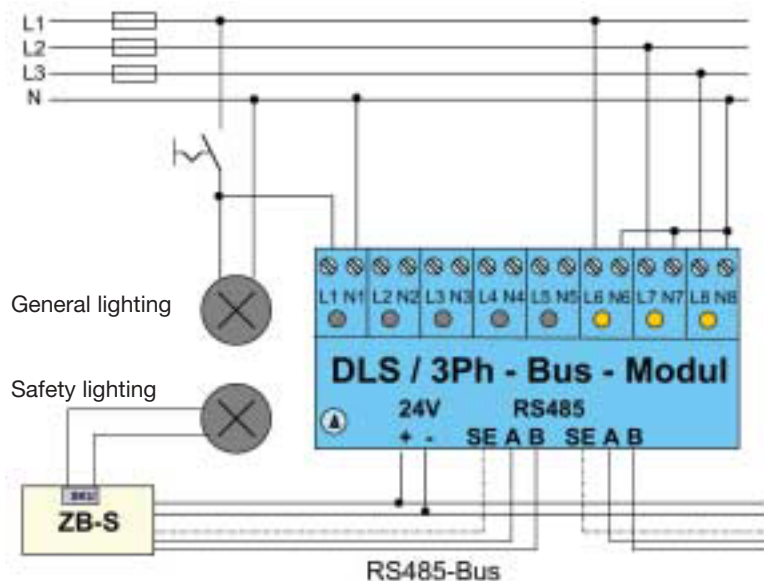 L1
L2
L3
N
General lighting
L1 N1 L2 N2 L3 N3 L4 N4 L5 N5 L6 N6 L7 N7 L8 N8
DLS / 3Ph - Bus - Modul
Safety lighting
24V RS485
+ - SE A B SE A B
SKU
ZB-S
RS485-Bus